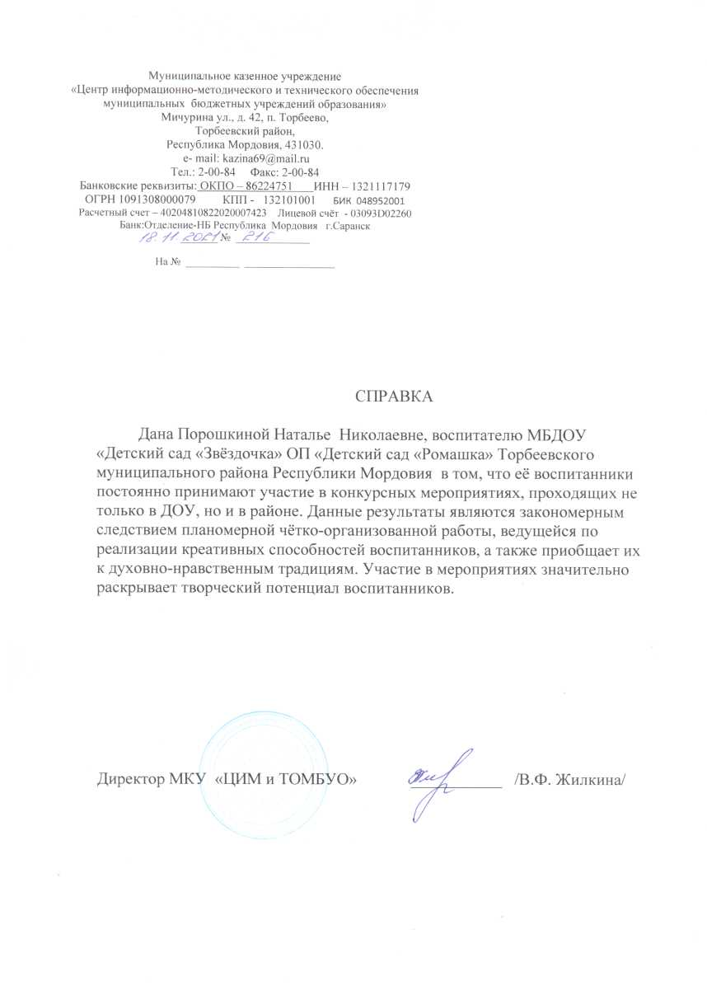 Муниципальное казенное учреждение
«Центр информационно-методического и технического обеспечения
муниципальных бюджетных учреждений образования»
Мичурина ул., д. 42, п. Торбеево,
Торбеевский район,
Республика Мордовия, 431030.
е- mail: kazina69@mail.ru
Тел.: 2-00-84 Факс: 2-00-84
Банковские реквизиты: ОКПО – 86224751 ИНН – 1321117179
ОГРН 1091308000079 КПП - 132101001 БИК 048952001
Расчетный счет – 40204810822020007423 Лицевой счёт - 03093D02260
Банк:Отделение-НБ Республика Мордовия г.Саранск
18.11.2021 № 216
На № __________ _________________
СПРАВКА
Дана Порошкиной Наталье Николаевне, воспитателю МБДОУ
«Детский сад «Звёздочка» ОП «Детский сад «Ромашка» Торбеевского
муниципального района Республики Мордовия в том, что её воспитанники
постоянно принимают участие в конкурсных мероприятиях, проходящих не
только в ДОУ, но и в районе. Данные результаты являются закономерным
следствием планомерной чётко-организованной работы, ведущейся по
реализации креативных способностей воспитанников, а также приобщает их
к духовно-нравственным традициям. Участие в мероприятиях значительно
раскрывает творческий потенциал воспитанников.
Директор МКУ «ЦИМ и ТОМБУО» ___________ /В.Ф. Жилкина/